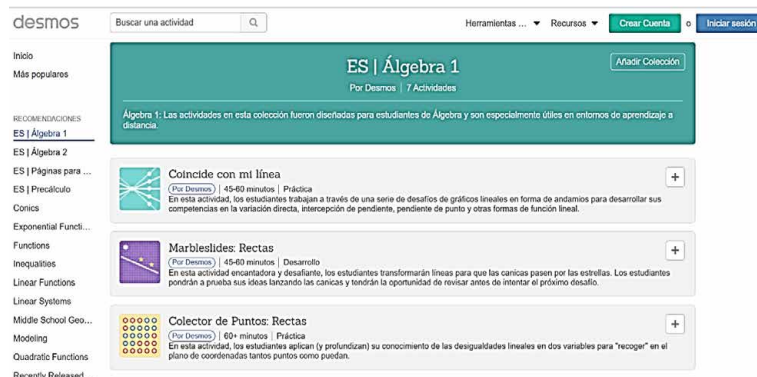 desmos
Buscar una actividad
Herramientas ...
Recursos
Crear Cuenta
o
Iniciar sesión
Inicio
Más populares
RECOMENDACIONES
ES | Álgebra 1
ES | Álgebra 2
ES | Páginas para ...
ES | Precálculo
Conics
Exponential Functi...
Functions
Inequalities
Linear Functions
Linear Systems
Middle School Geo...
Modeling
Quadratic Functions
Recently Released
ES | Álgebra 1
Añadir Colección
Por Desmos | 7 Actividades
Álgebra 1: Las actividades en esta colección fueron diseñadas para estudiantes de Álgebra y son especialmente útiles en entornos de aprendizaje a
distancia.
Coincide con mi línea
Por Desmos | 45-60 minutos | Práctica
En esta actividad, los estudiantes trabajan a través de una serie de desafíos de gráficos lineales en forma de andamios para desarrollar sus
competencias en la variación directa, intercepción de pendiente, pendiente de punto y otras formas de función lineal.
Marbleslides: Rectas
Por Desmos | 45-60 minutos | Desarrollo
En esta actividad encantadora y desafiante, los estudiantes transformarán líneas para que las canicas pasen por las estrellas. Los estudiantes
pondrán a prueba sus ideas lanzando las canicas y tendrán la oportunidad de revisar antes de intentar el próximo desafío.
Colector de Puntos: Rectas
Por Desmos | 60+ minutos | Práctica
En esta actividad, los estudiantes aplican (y profundizan) su conocimiento de las desigualdades lineales en dos variables para "recoger" en el
plano de coordenadas tantos puntos como puedan.